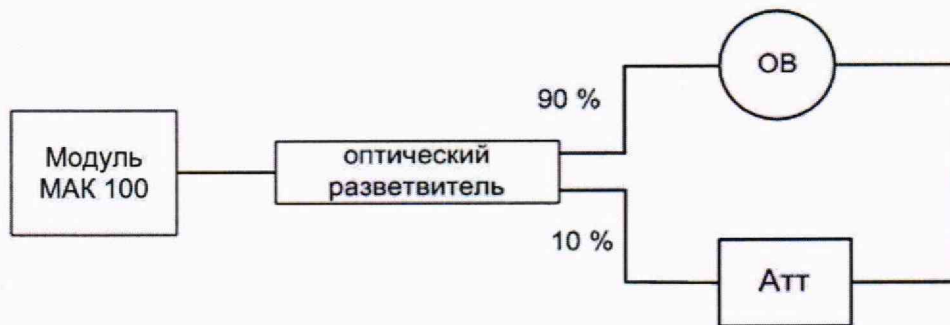 Модуль
МАК 100
оптический
разветвитель
90 %
10 %
ОВ
Атт